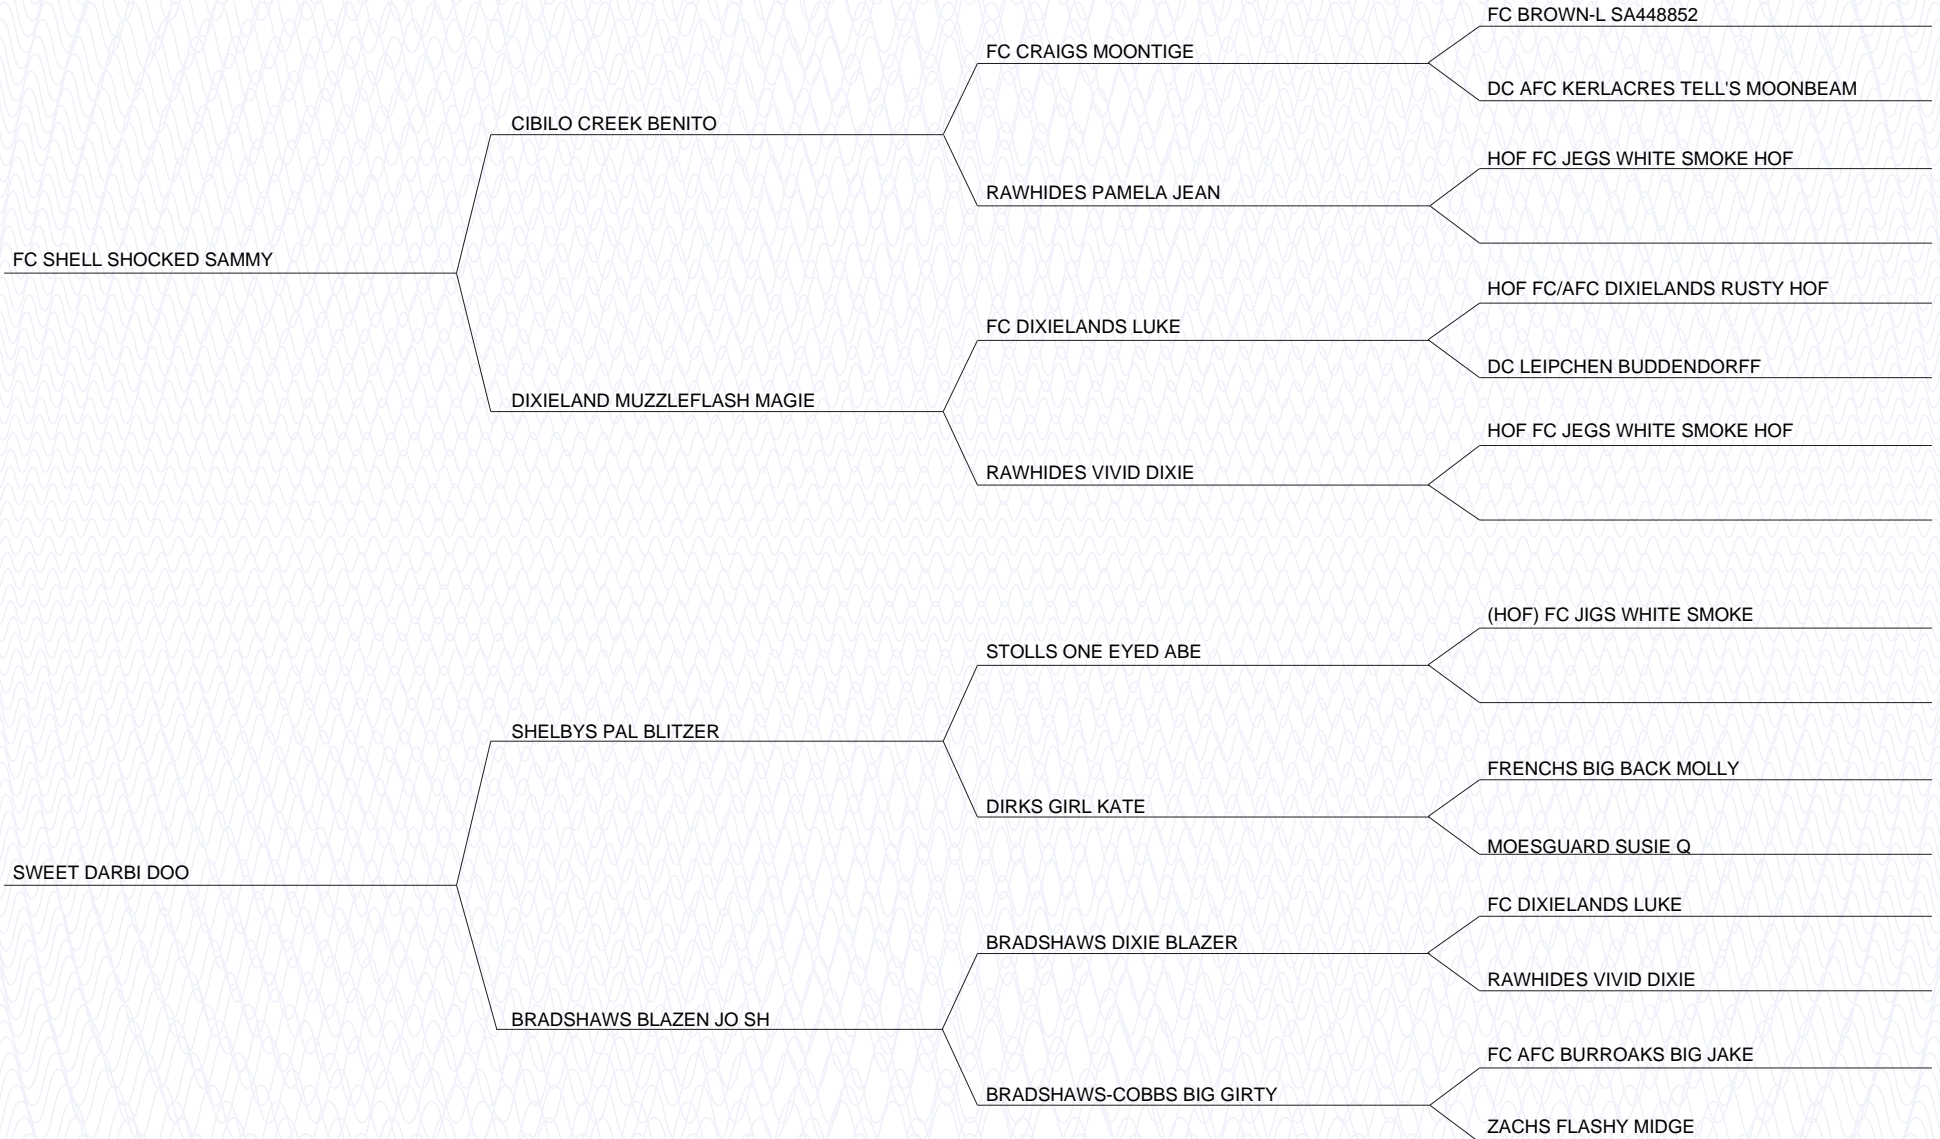 FC BROWN-L SA448852
FC CRAIGS MOONTIGE
DC AFC KERLACRES TELL'S MOONBEAM
CIBILO CREEK BENITO
HOF FC JEGS WHITE SMOKE HOF
RAWHIDES PAMELA JEAN
FC SHELL SHOCKED SAMMY
HOF FC/AFC DIXIELANDS RUSTY HOF
FC DIXIELANDS LUKE
DC LEIPCHEN BUDDENDORFF
DIXIELAND MUZZLEFLASH MAGIE
HOF FC JEGS WHITE SMOKE HOF
RAWHIDES VIVID DIXIE
(HOF) FC JIGS WHITE SMOKE
STOLLS ONE EYED ABE
SHELBYS PAL BLITZER
FRENCHS BIG BACK MOLLY
DIRKS GIRL KATE
MOESGUARD SUSIE Q
SWEET DARBI DOO
FC DIXIELANDS LUKE
BRADSHAWS DIXIE BLAZER
RAWHIDES VIVID DIXIE
BRADSHAWS BLAZEN JO SH
FC AFC BURROAKS BIG JAKE
BRADSHAWS-COBBS BIG GIRTY
ZACHS FLASHY MIDGE